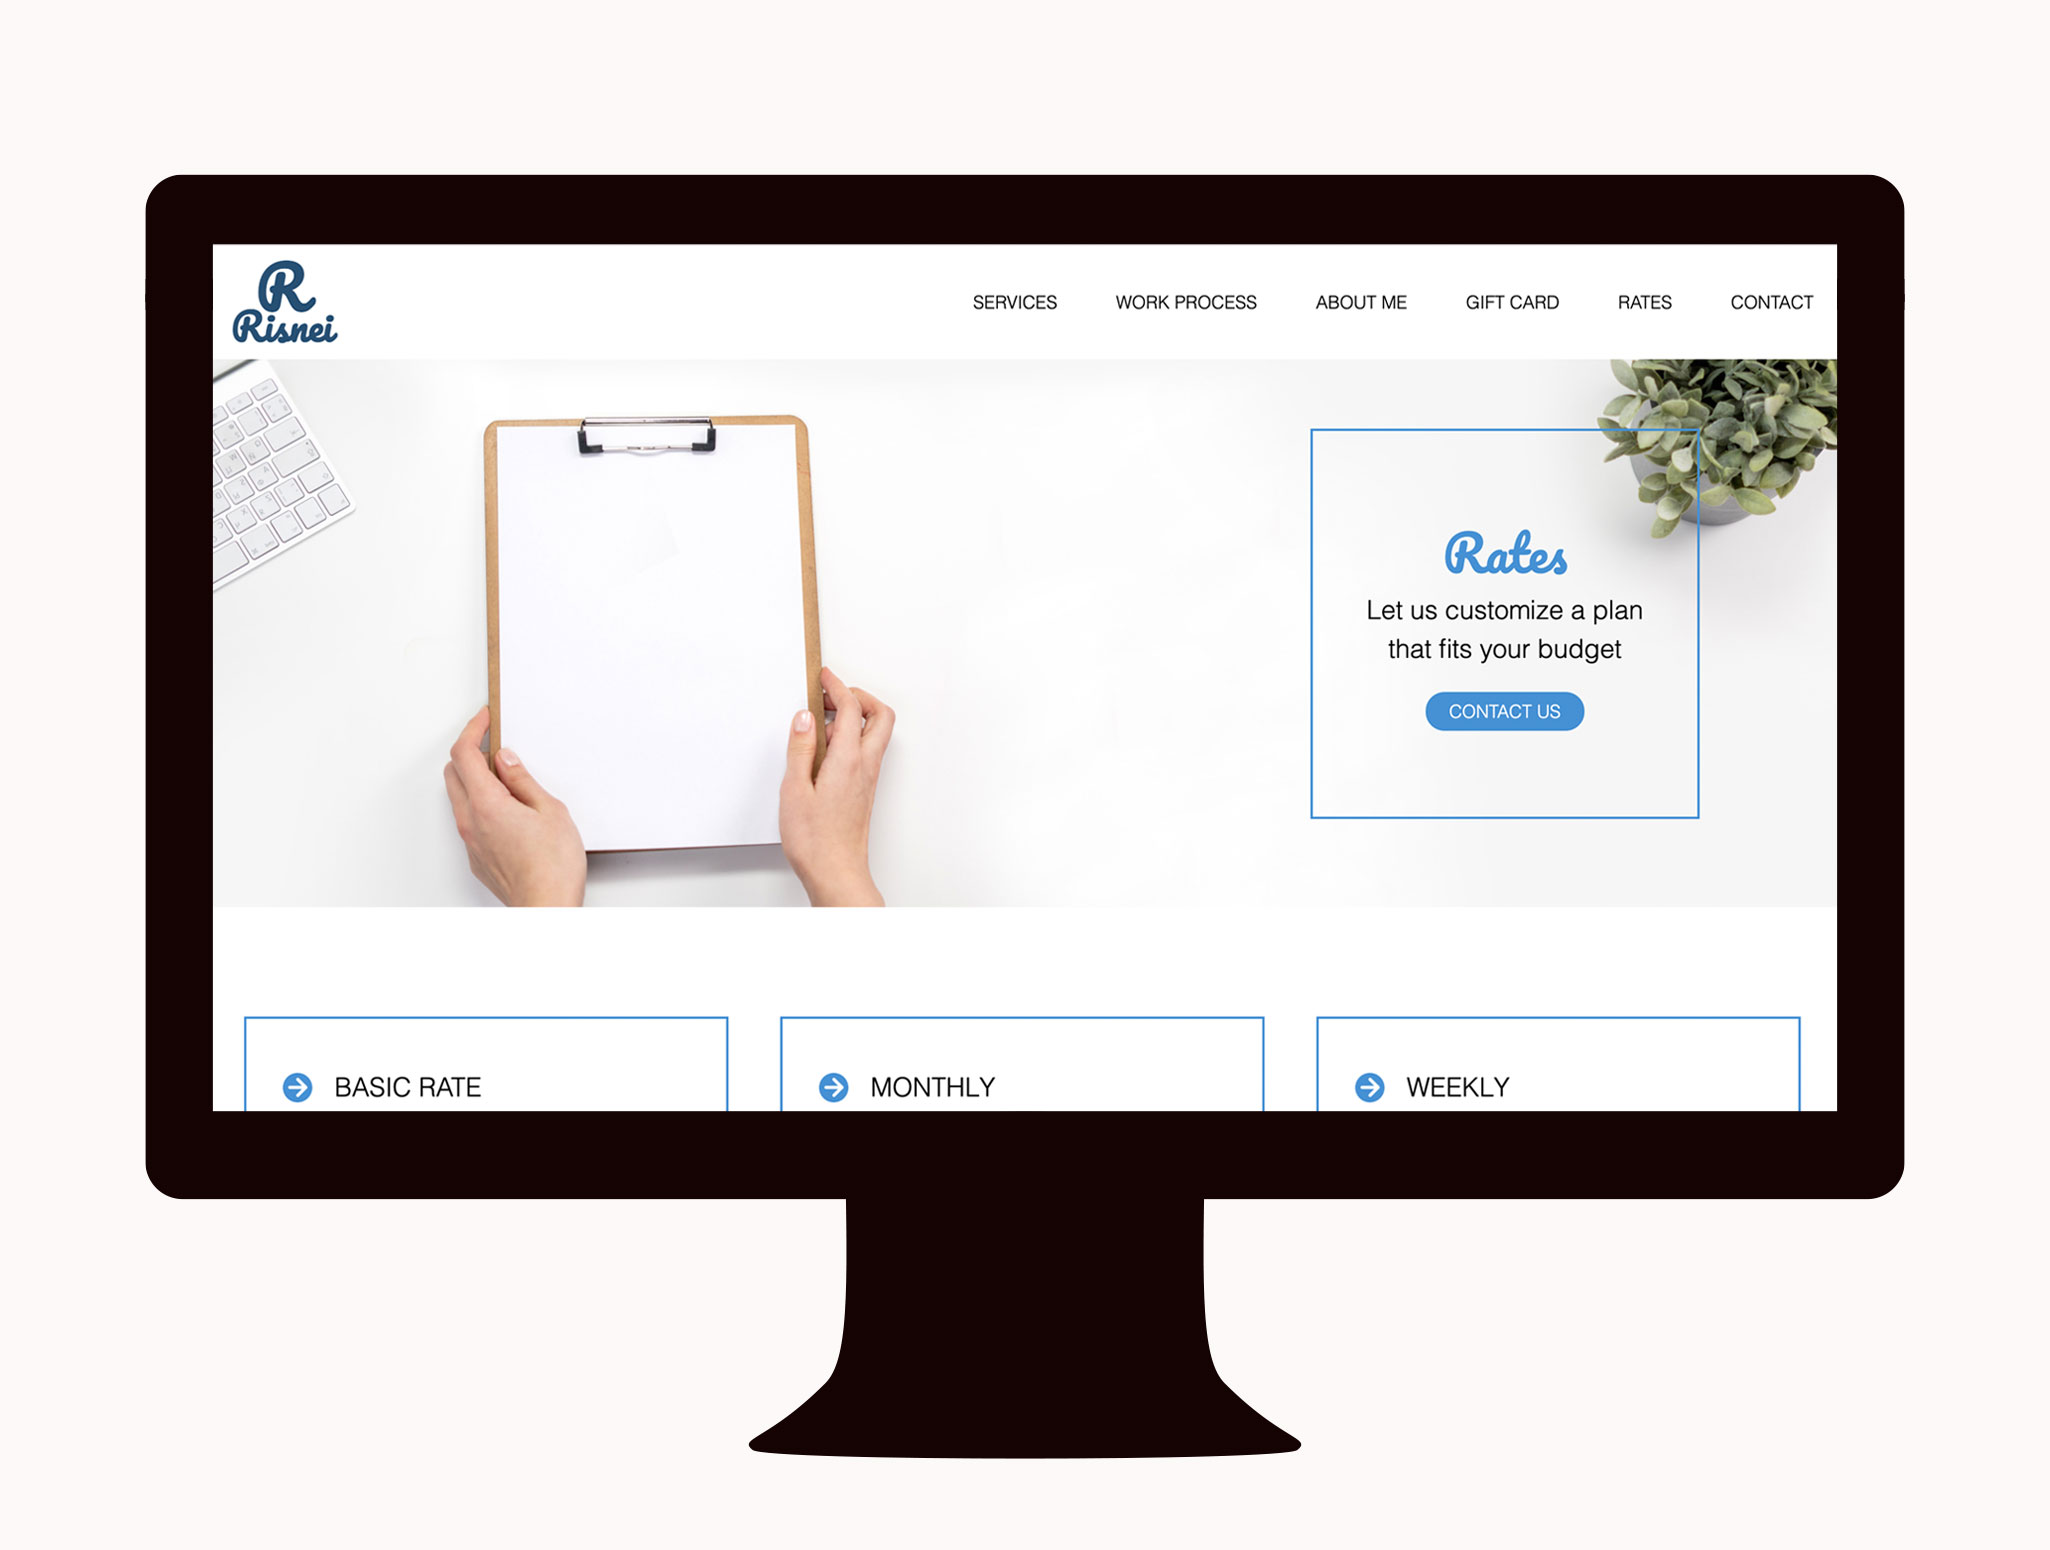 R
Risnei
SERVICES WORK PROCESS ABOUT ME GIFT CARD RATES CONTACT
Rates
Let us customize a plan
that fits your budget
CONTACT US
BASIC RATE
MONTHLY
WEEKLY